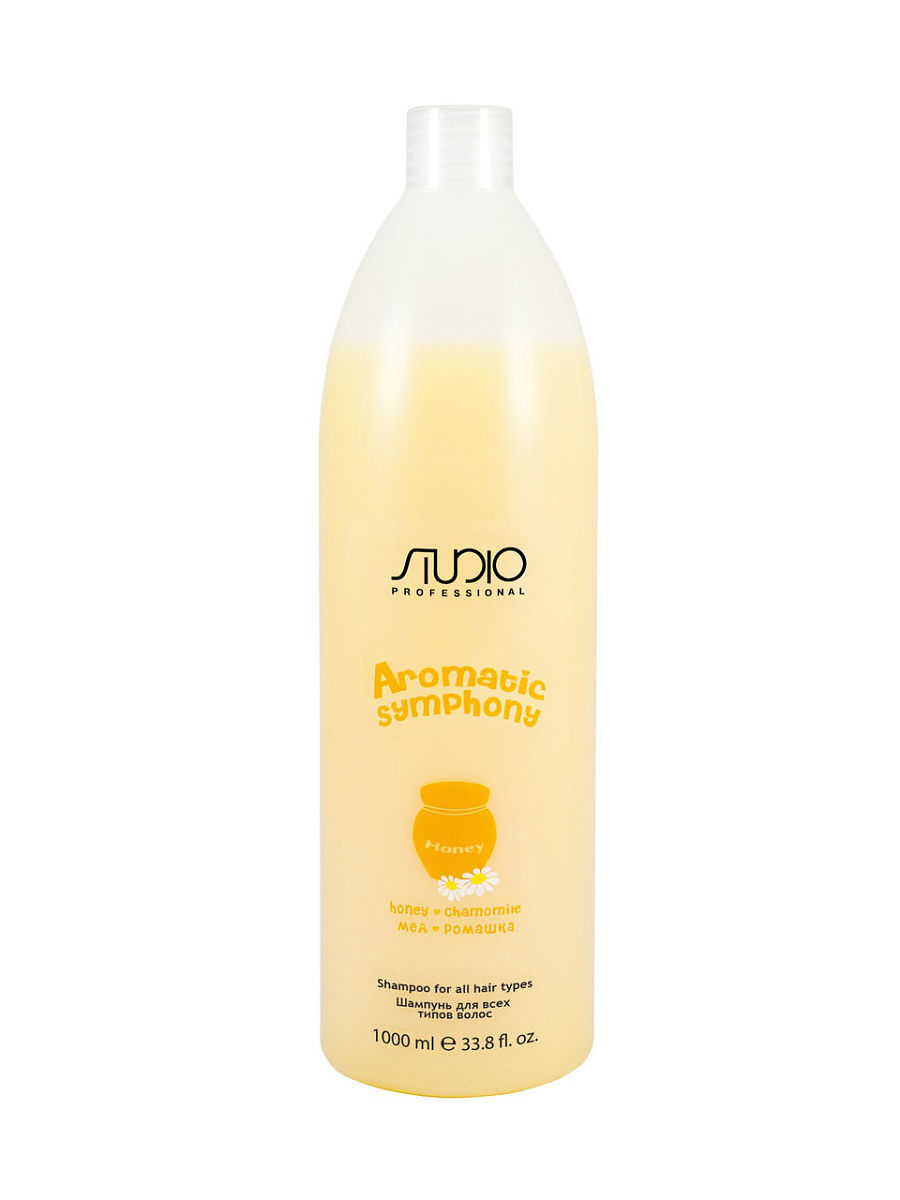 STUDIO
PROFESSIONAL
Aromatic
symphony
Honey
honey • chamomile
мед • ромашка
Shampoo for all hair types
Шампунь для всех
типов волос
1000 ml ℮ 33.8 fl. oz.